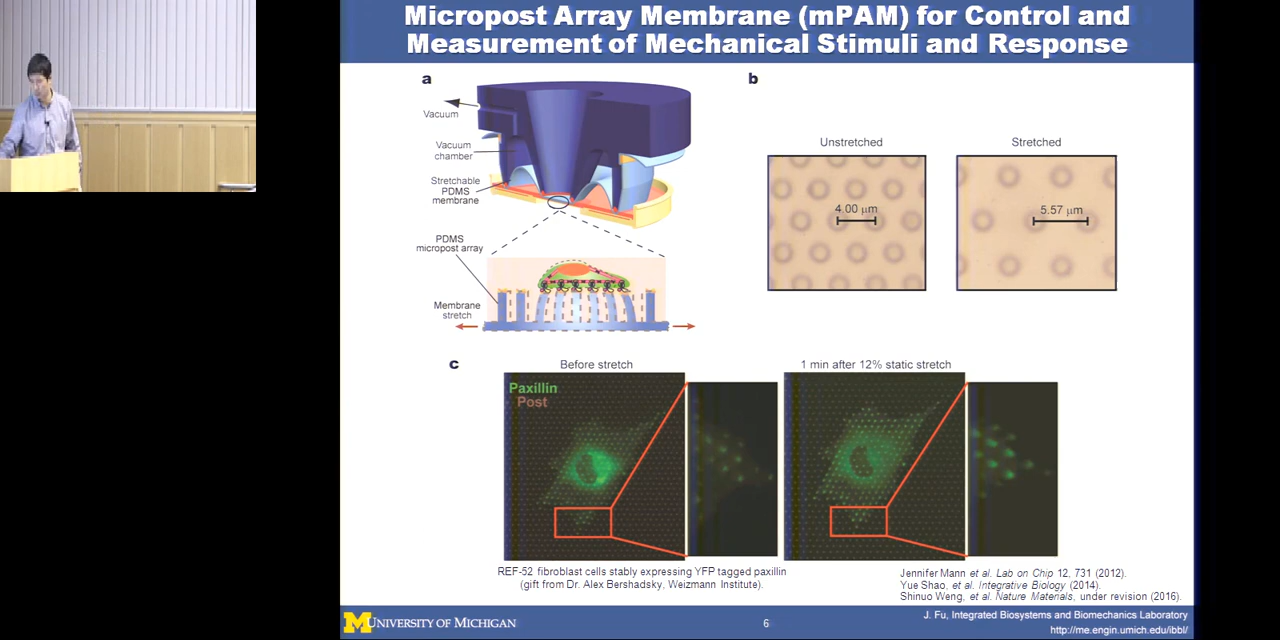 Micropost Array Membrane (mPAM) for Control and
Measurement of Mechanical Stimuli and Response
a
Vacuum
Vacuum
chamber
Stretchable
PDMS
membrane
PDMS
micropost array
Membrane
stretch
b
Unstretched
Stretched
4.00 μm
5.57 μm
c
Before stretch
1 min after 12% static stretch
Paxillin
Post
REF-52 fibroblast cells stably expressing YFP tagged paxillin
(gift from Dr. Alex Bershadsky, Weizmann Institute).
Jennifer Mann et al. Lab on Chip 12, 731 (2012).
Yue Shao, et al. Integrative Biology (2014).
Shinuo Weng, et al. Nature Materials, under revision (2016).
M UNIVERSITY OF MICHIGAN
6
J. Fu, Integrated Biosystems and Biomechanics Laboratory
http://me.engin.umich.edu/ibbl/